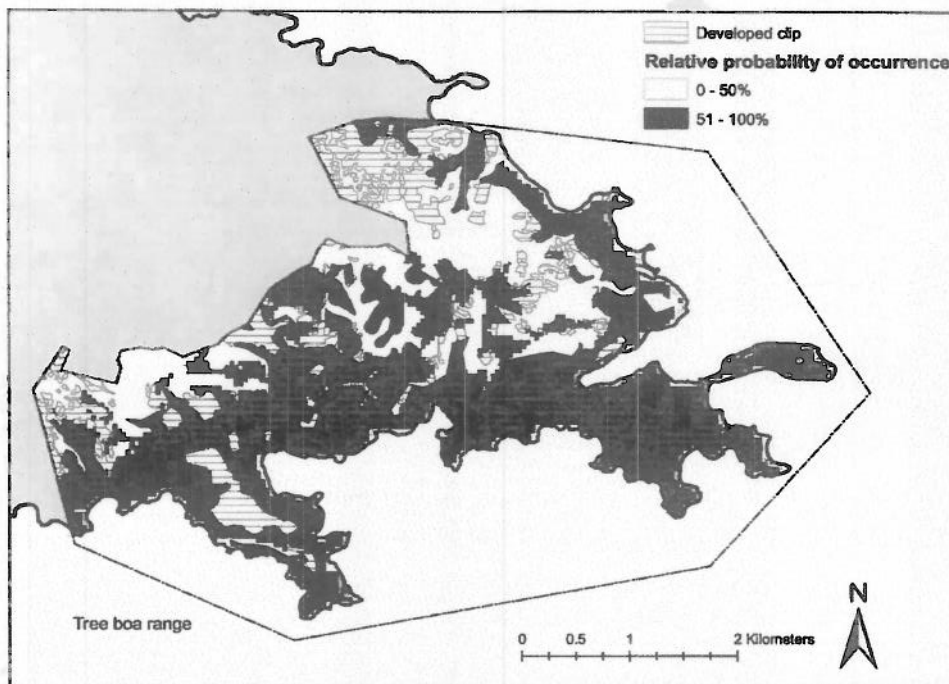 Developed clip
Relative probability of occurrence
0 - 50%
51 - 100%
Tree boa range
N
0 0.5 1 2 Kilometers